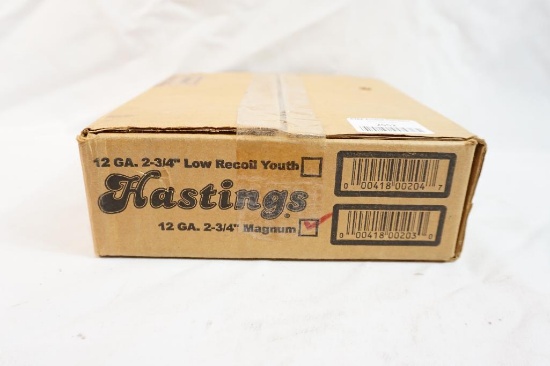 12 GA. 2-3/4" Low Recoil Youth
0 00418 00204 7
Hastings®
12 GA. 2-3/4" Magnum
0 00418 00203 0